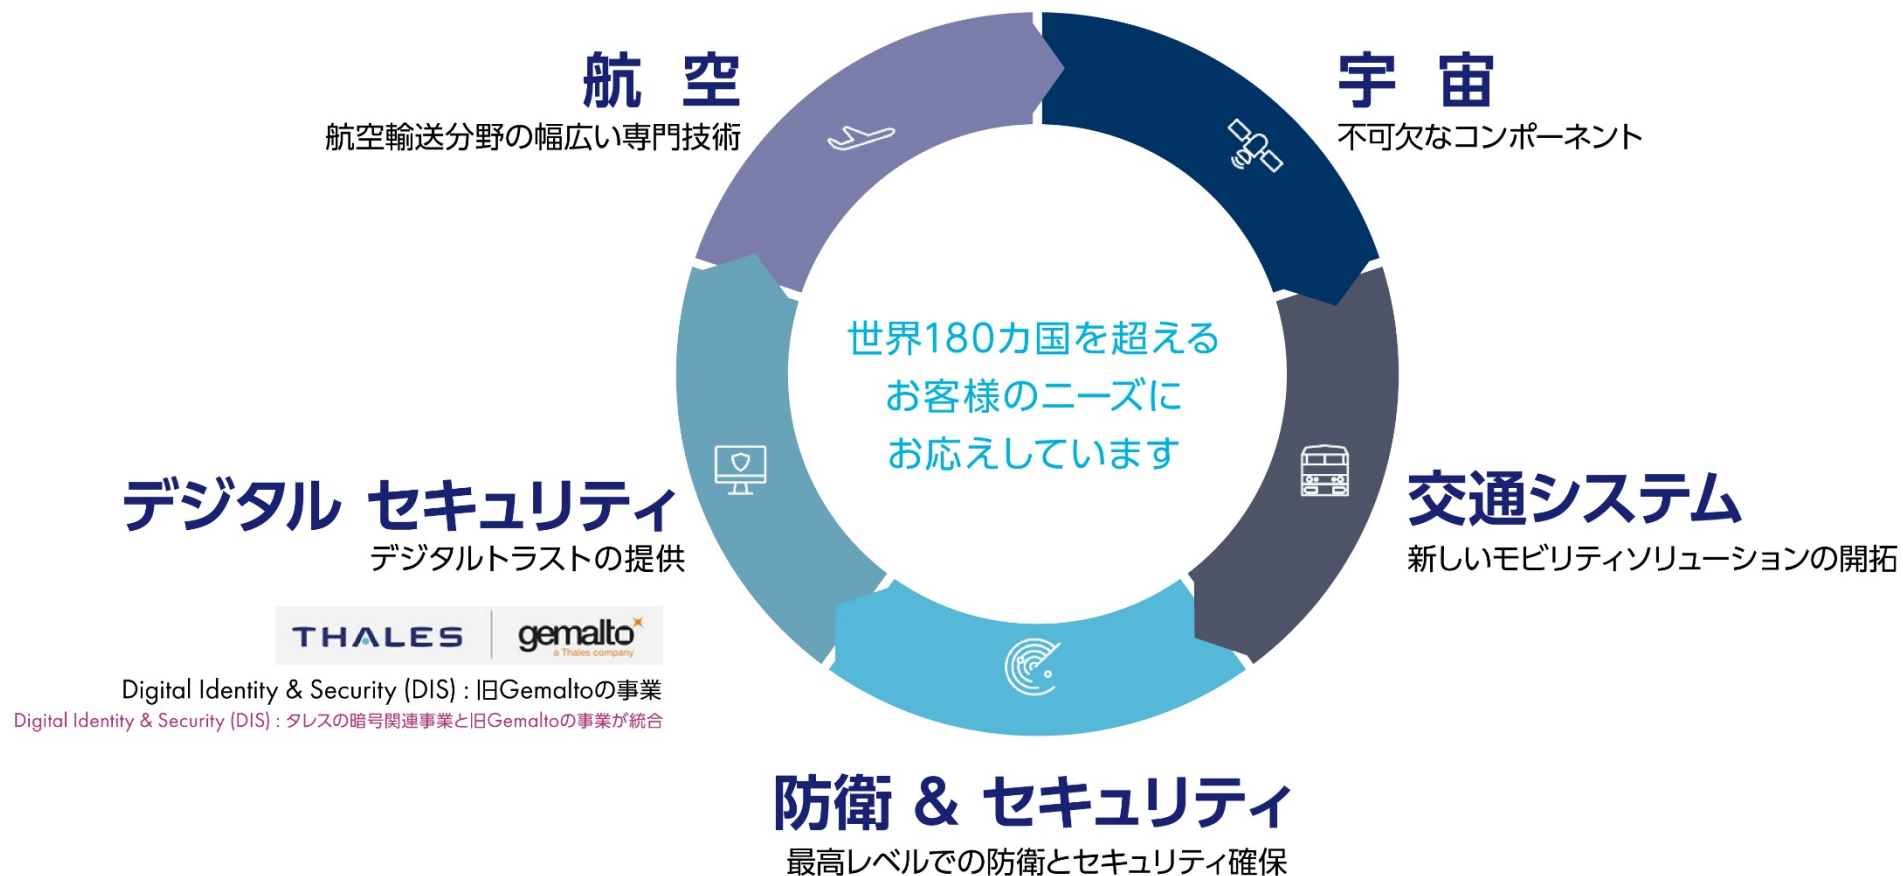 航空
航空輸送分野の幅広い専門技術
宇宙
不可欠なコンポーネント
世界180カ国を超える
お客様のニーズに
お応えしています
デジタル セキュリティ
デジタルトラストの提供
THALES
gemalto
a Thales company
Digital Identity & Security (DIS) : 旧Gemaltoの事業
Digital Identity & Security (DIS) : タレスの暗号関連事業と旧Gemaltoの事業が統合
交通システム
新しいモビリティソリューションの開拓
防衛 & セキュリティ
最高レベルでの防衛とセキュリティ確保